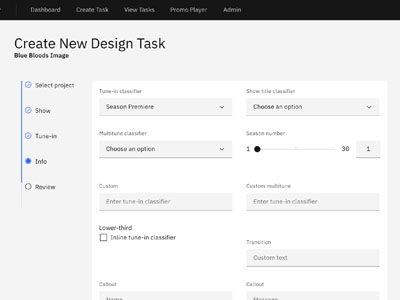 Dashboard Create Task View Tasks Promo Player Admin
Create New Design Task
Blue Bloods Image
Select project
Show
Tune-in
Info
Review
Tune-in classifier
Season Premiere
Show title classifier
Choose an option
Multitune classifier
Choose an option
Season number
1 30 1
Custom
Enter tune-in classifier
Custom multitune
Enter tune-in classifier
Lower-third
Inline tune-in classifier
Transition
Custom text
Callout
Name
Callout
Message